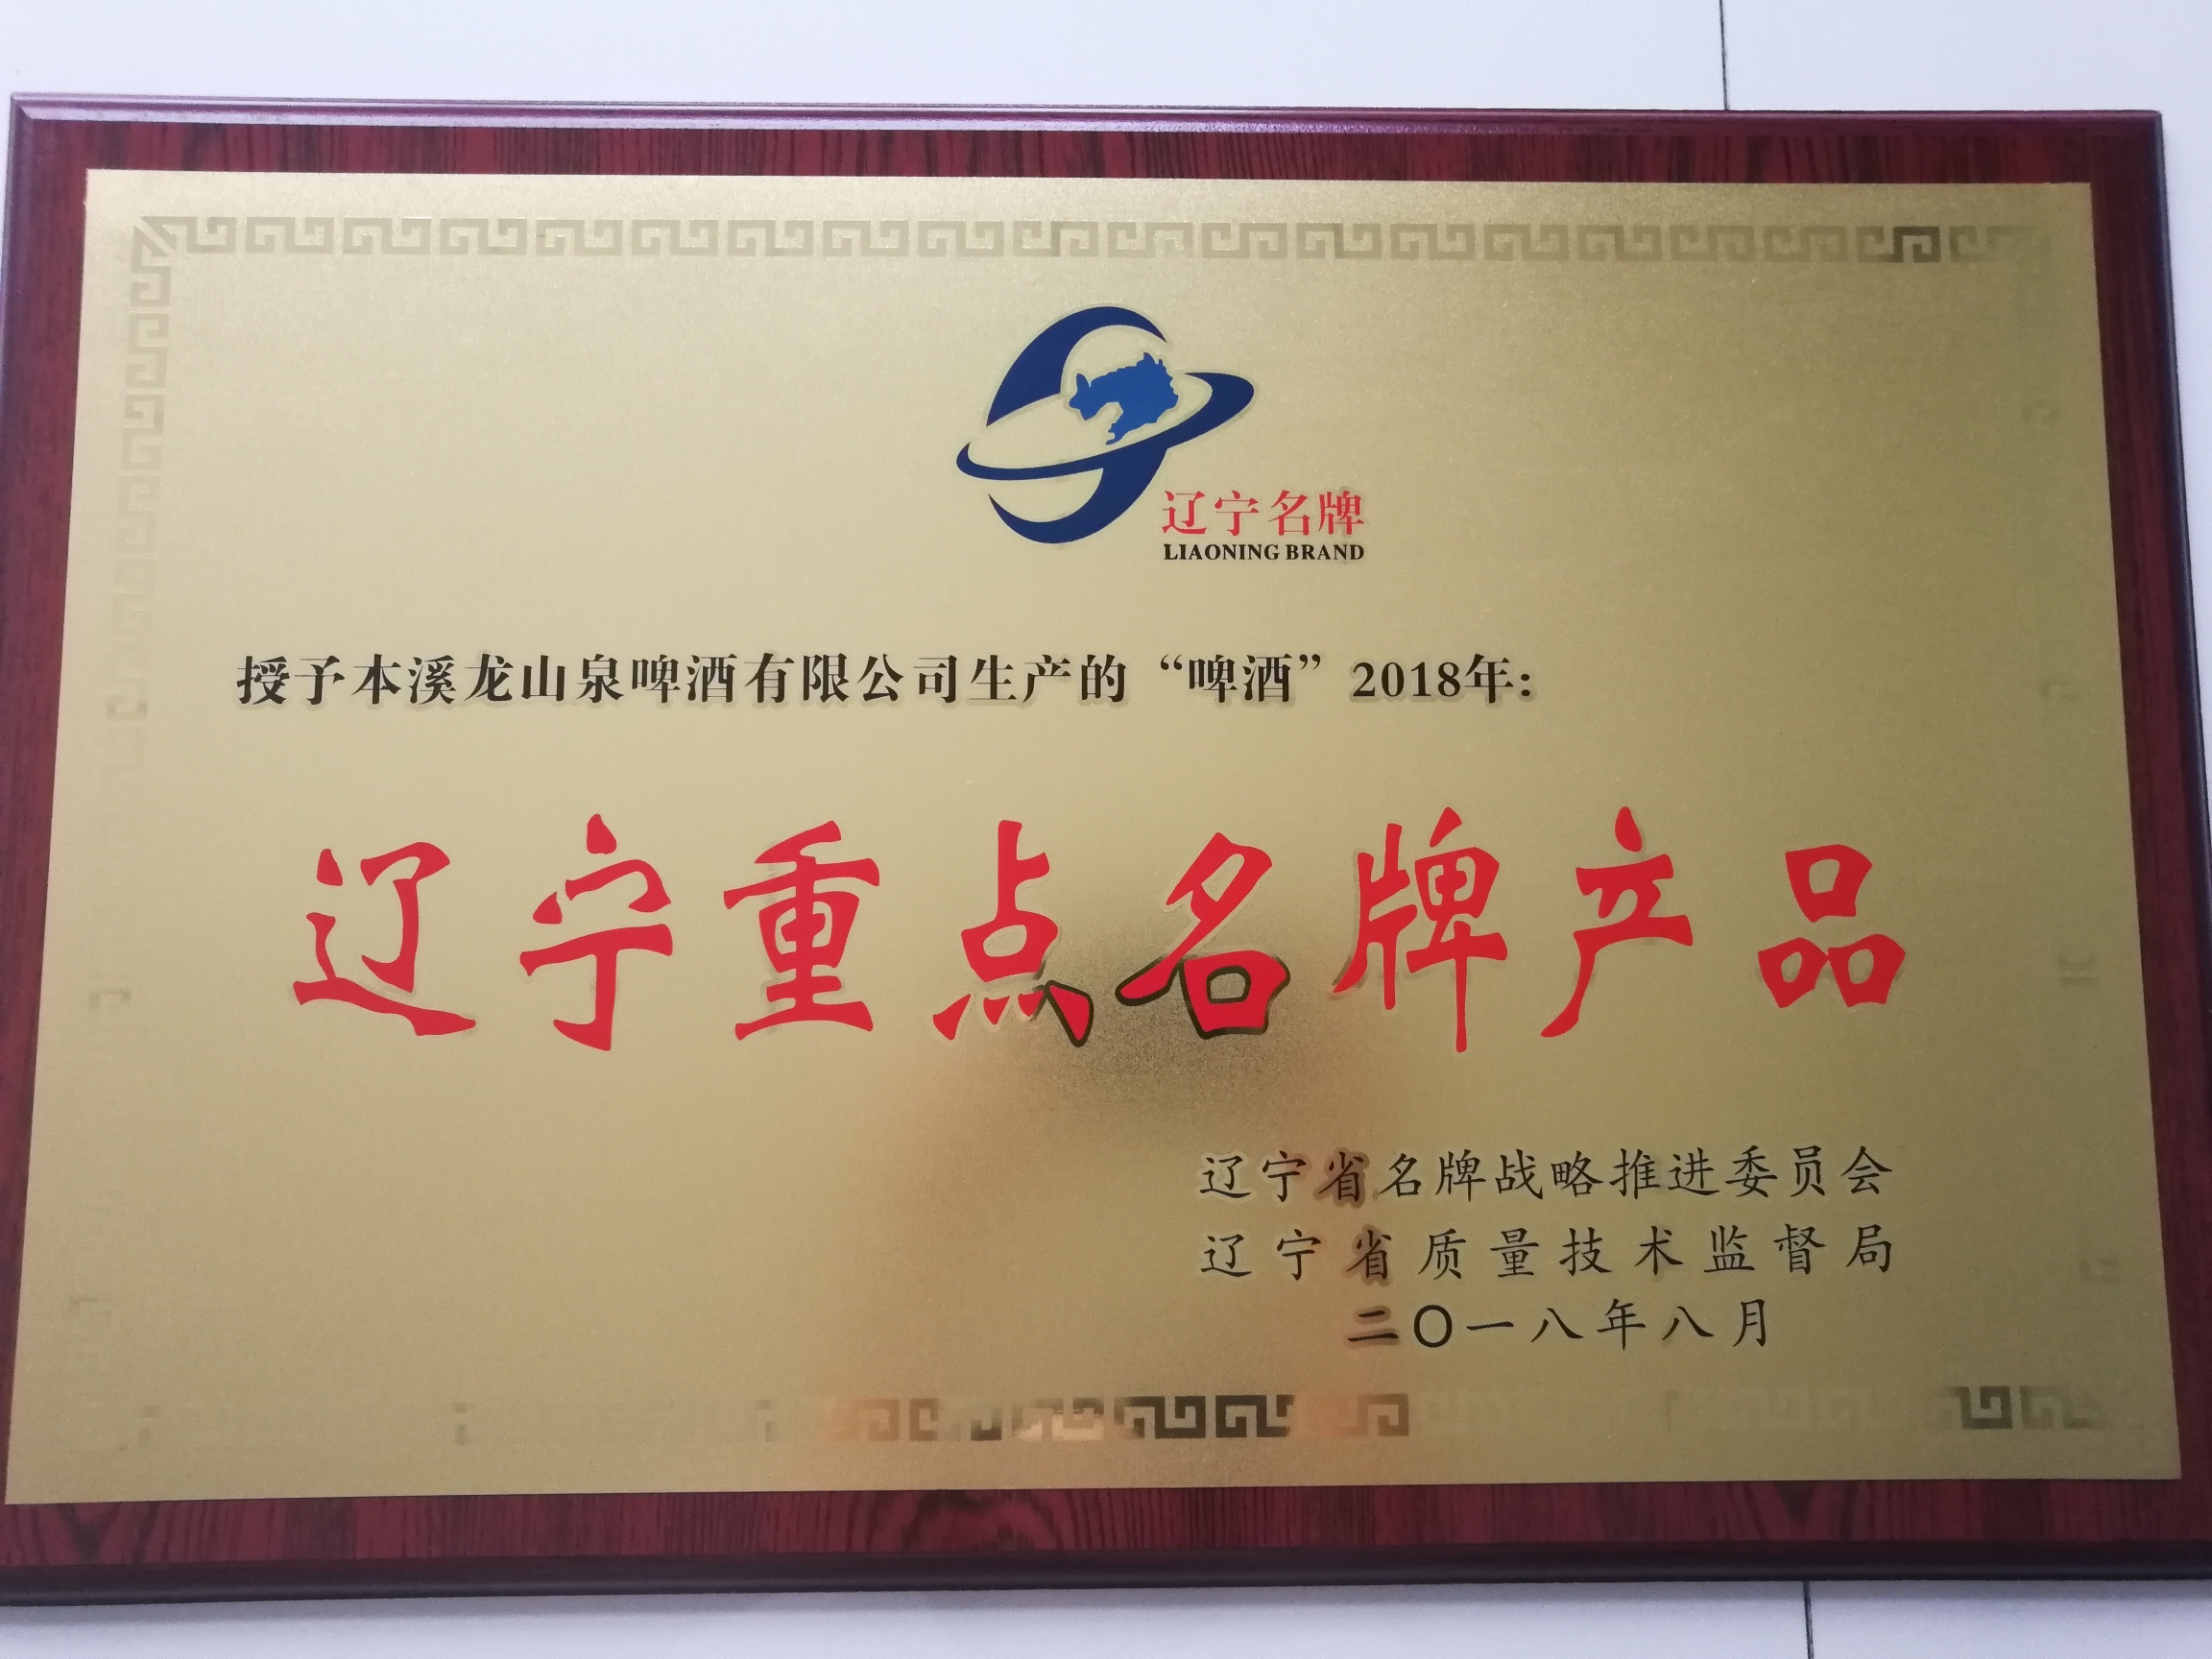 辽宁名牌
LIAONING BRAND
授予本溪龙山泉啤酒有限公司生产的“啤酒”2018年:
辽宁重点名牌产品
辽宁省名牌战略推进委员会
辽宁省质量技术监督局
二〇一八年八月